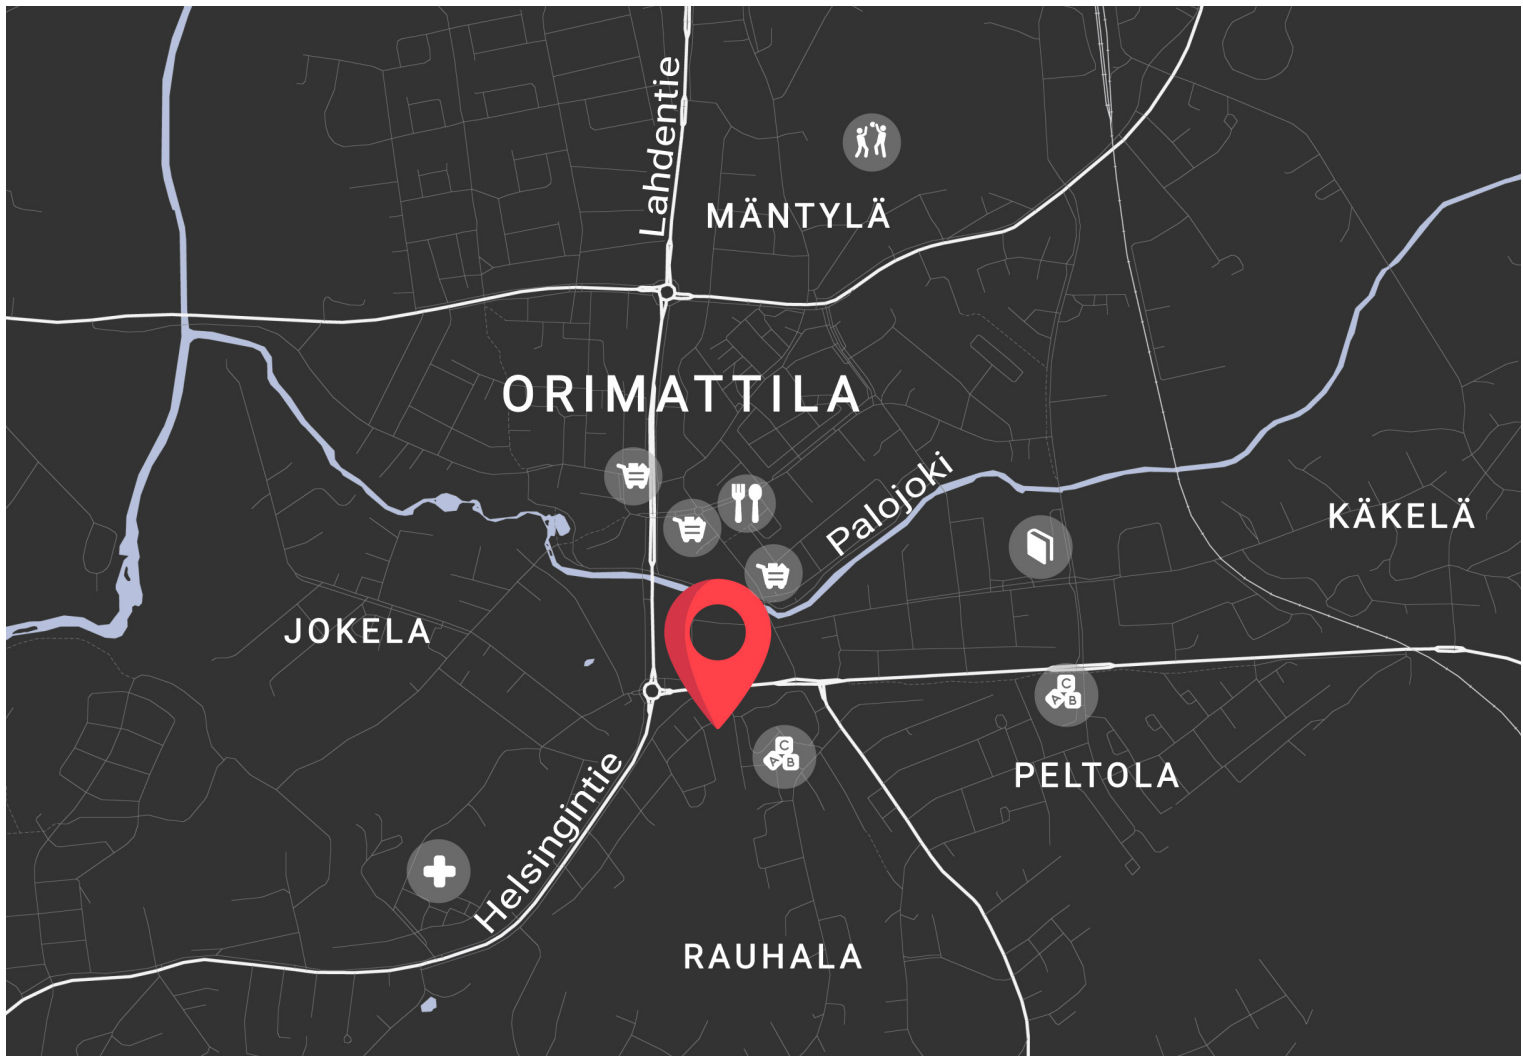 Lahdentie
MÄNTYLÄ
ORIMATTILA
Palojoki
KÄKELÄ
JOKELA
C
A B
C
A B
PELTOLA
Helsingintie
RAUHALA